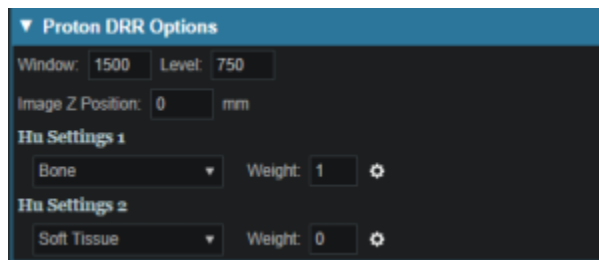 ▼ Proton DRR Options
Window: 1500 Level: 750
Image Z Position: 0 mm
Hu Settings 1
Bone Weight: 1
Hu Settings 2
Soft Tissue Weight: 0